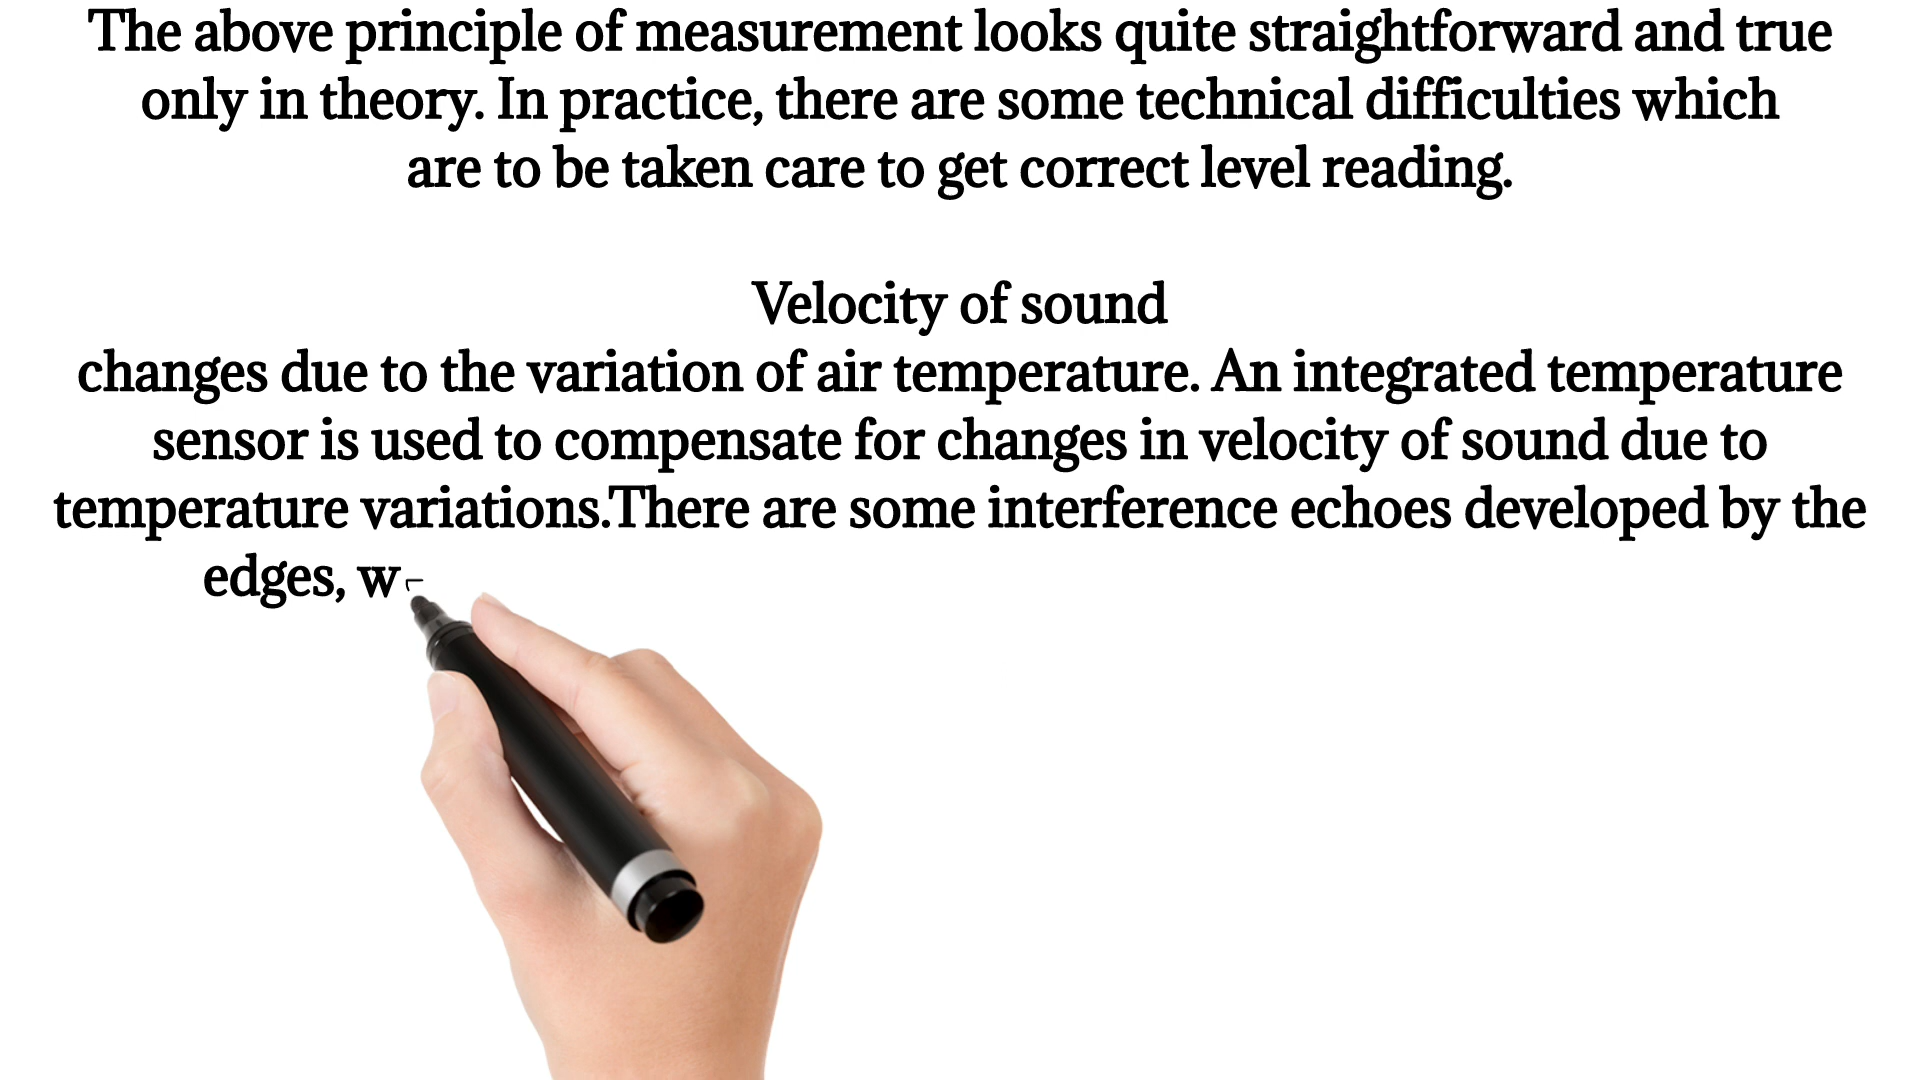 The above principle of measurement looks quite straightforward and true
only in theory. In practice, there are some technical difficulties which
are to be taken care to get correct level reading.
Velocity of sound
changes due to the variation of air temperature. An integrated temperature
sensor is used to compensate for changes in velocity of sound due to
temperature variations.There are some interference echoes developed by the
edges,